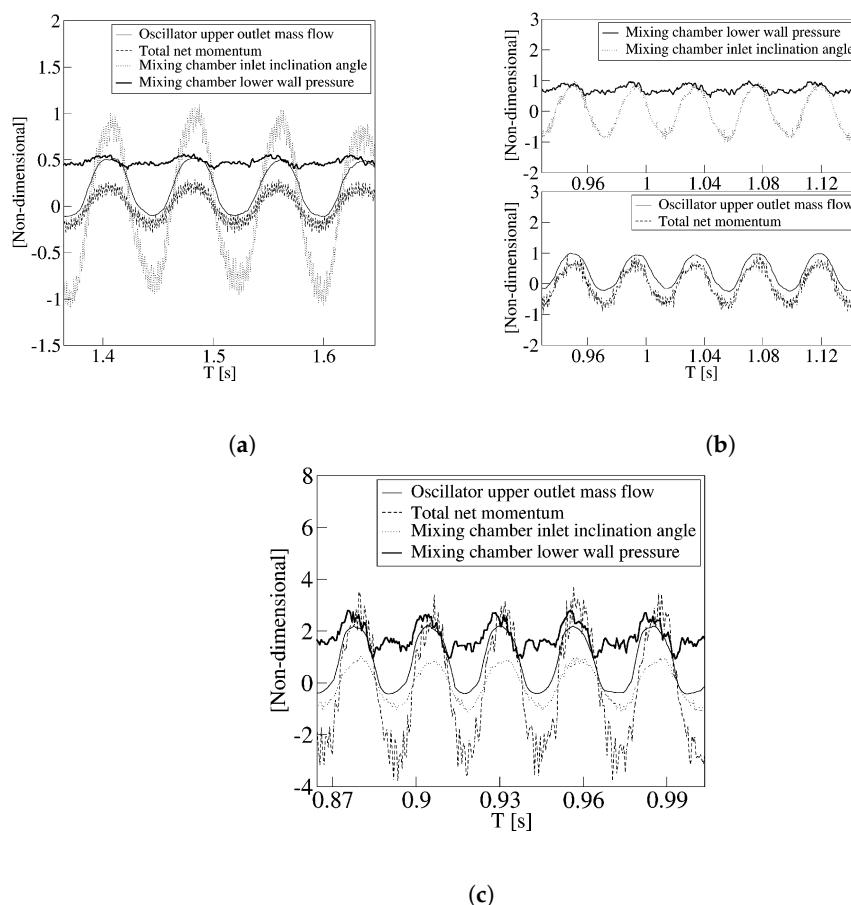 2
Oscillator upper outlet mass flow
Total net momentum
Mixing chamber inlet inclination angle
Mixing chamber lower wall pressure
1.5
1
0.5
0
-0.5
-1
-1.5
[Non-dimensional]
1.4 1.5 1.6
T [s]
(a)
3
Mixing chamber lower wall pressure
Mixing chamber inlet inclination angle
2
1
0
-1
-2
[Non-dimensional]
0.96 1 1.04 1.08 1.12
3
Oscillator upper outlet mass flow
Total net momentum
2
1
0
-1
-2
[Non-dimensional]
0.96 1 1.04 1.08 1.12
T [s]
(b)
8
Oscillator upper outlet mass flow
Total net momentum
Mixing chamber inlet inclination angle
Mixing chamber lower wall pressure
6
4
2
0
-2
-4
[Non-dimensional]
0.87 0.9 0.93 0.96 0.99
T [s]
(c)